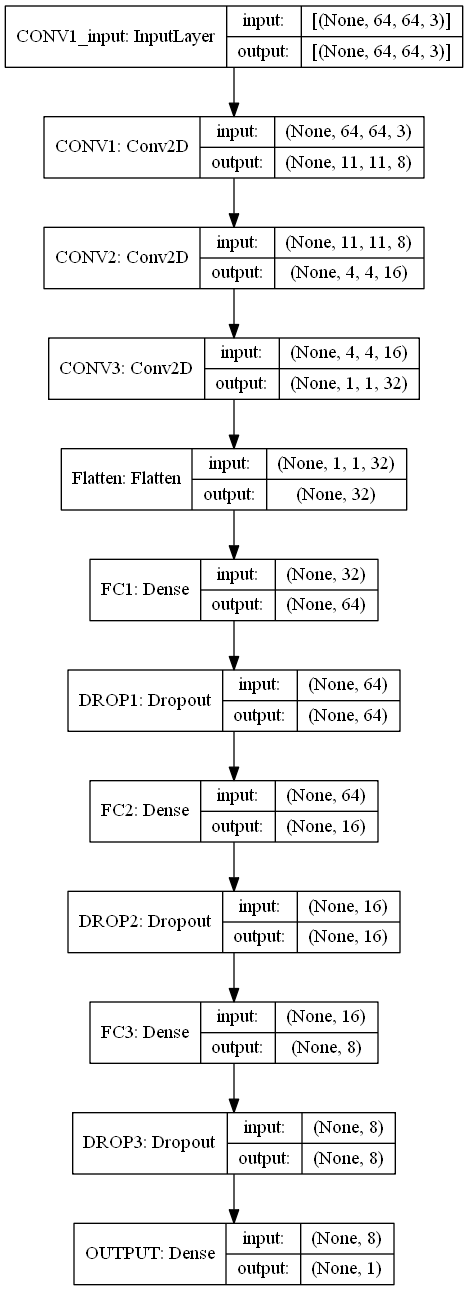 CONV1_input: InputLayer
input: [(None, 64, 64, 3)]
output: [(None, 64, 64, 3)]
CONV1: Conv2D
input: (None, 64, 64, 3)
output: (None, 11, 11, 8)
CONV2: Conv2D
input: (None, 11, 11, 8)
output: (None, 4, 4, 16)
CONV3: Conv2D
input: (None, 4, 4, 16)
output: (None, 1, 1, 32)
Flatten: Flatten
input: (None, 1, 1, 32)
output: (None, 32)
FC1: Dense
input: (None, 32)
output: (None, 64)
DROP1: Dropout
input: (None, 64)
output: (None, 64)
FC2: Dense
input: (None, 64)
output: (None, 16)
DROP2: Dropout
input: (None, 16)
output: (None, 16)
FC3: Dense
input: (None, 16)
output: (None, 8)
DROP3: Dropout
input: (None, 8)
output: (None, 8)
OUTPUT: Dense
input: (None, 8)
output: (None, 1)